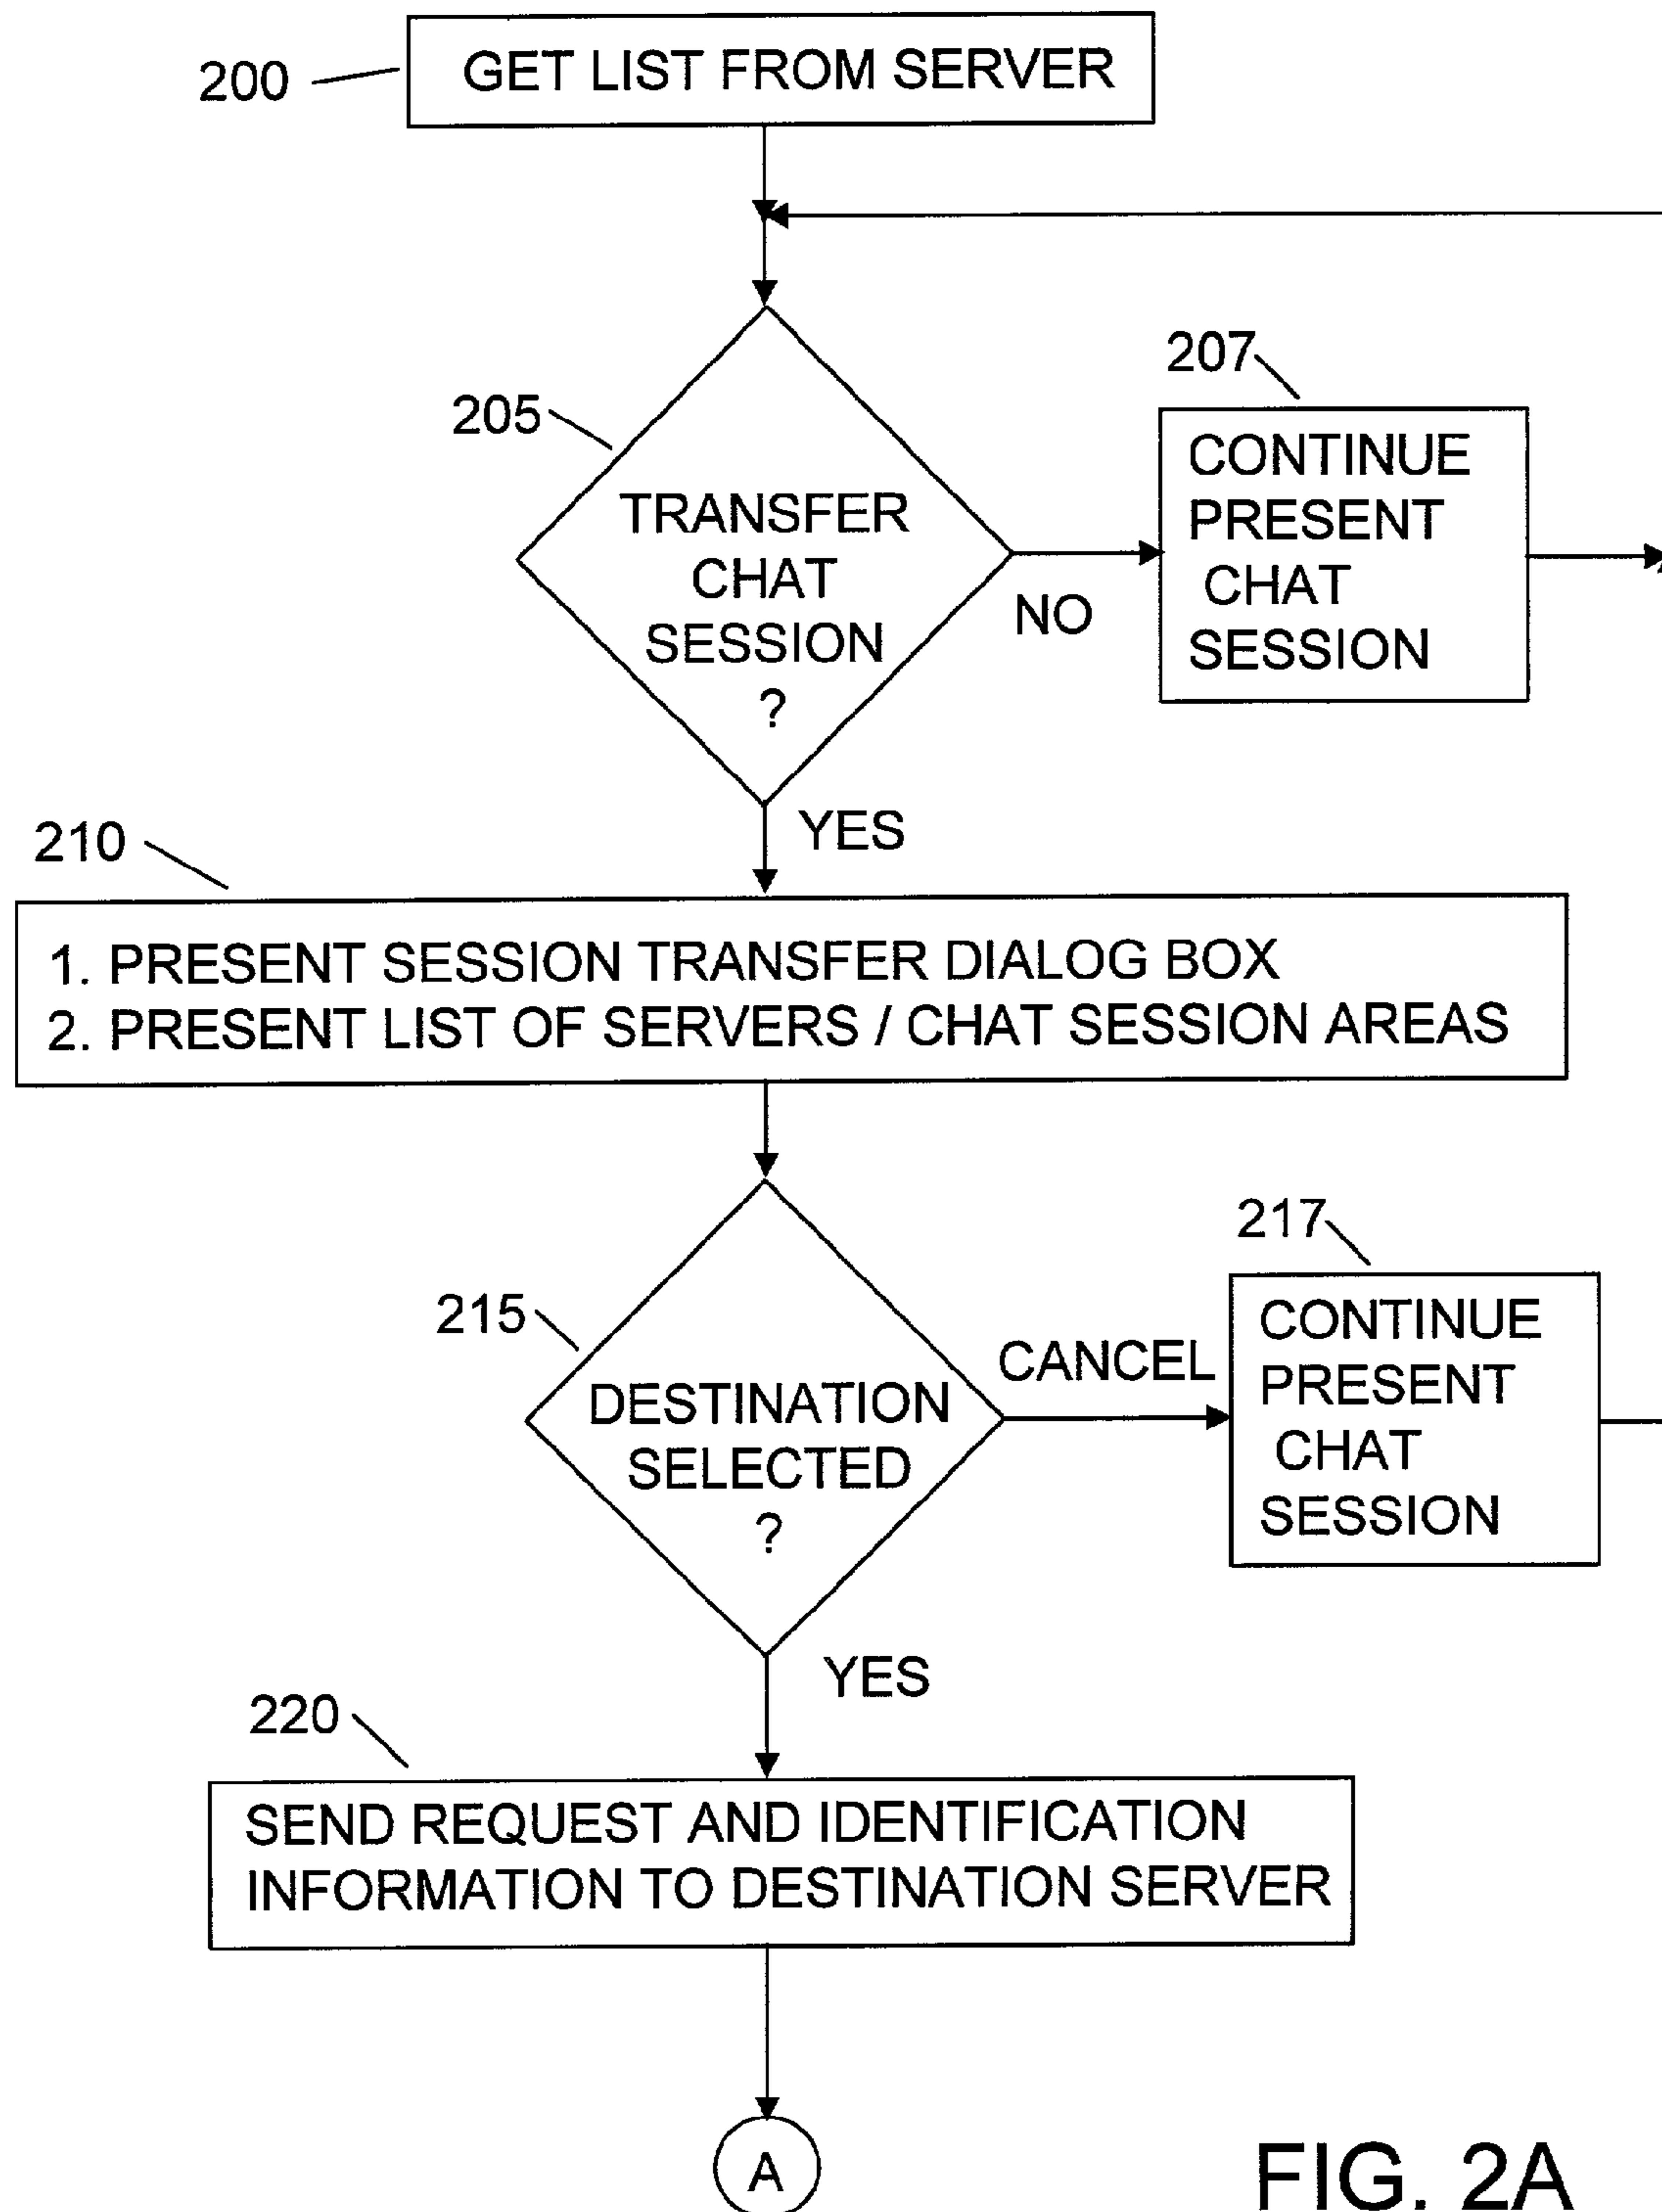 200
GET LIST FROM SERVER
207
205
CONTINUE
PRESENT
CHAT
SESSION
TRANSFER
CHAT
SESSION
?
NO
YES
210
1. PRESENT SESSION TRANSFER DIALOG BOX
2. PRESENT LIST OF SERVERS / CHAT SESSION AREAS
217
215
CANCEL
CONTINUE
PRESENT
CHAT
SESSION
DESTINATION
SELECTED
?
YES
220
SEND REQUEST AND IDENTIFICATION
INFORMATION TO DESTINATION SERVER
A
FIG. 2A